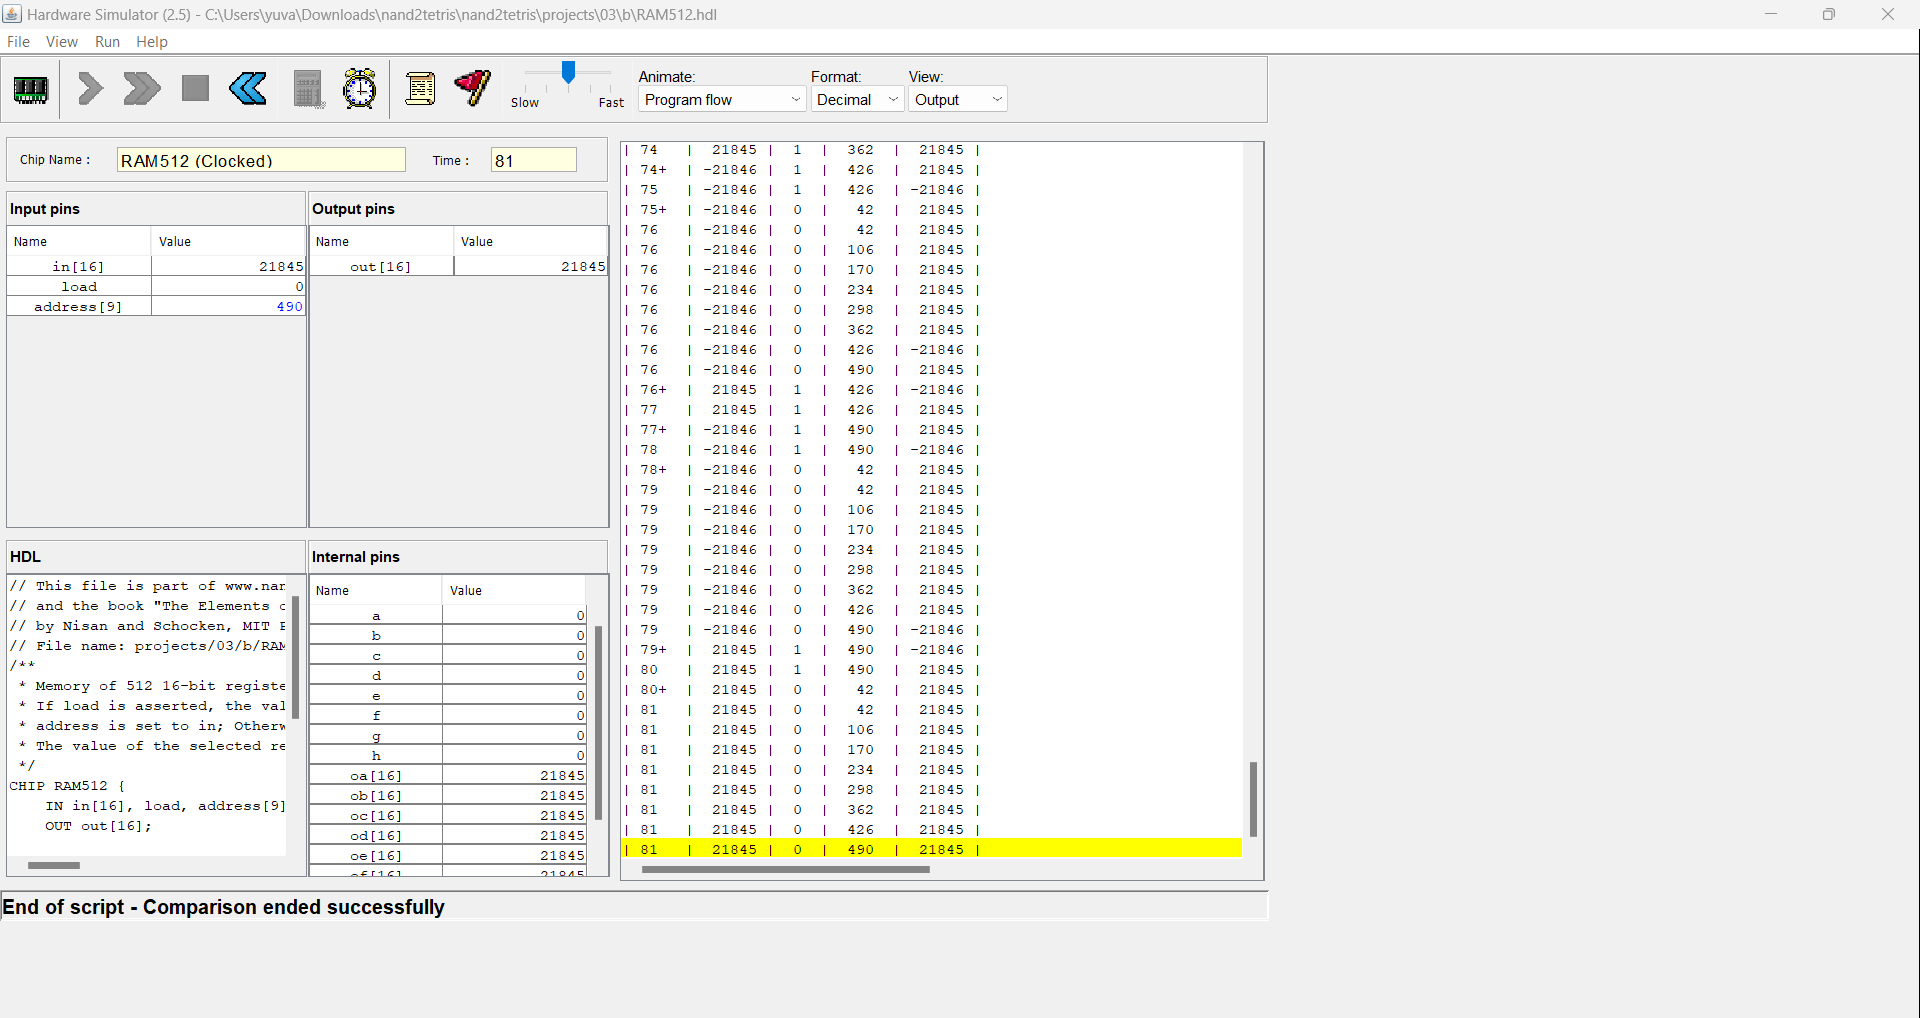 Hardware Simulator (2.5) - C:\Users\yuva\Downloads\nand2tetris\nand2tetris\projects\03\b\RAM512.hdl
File View Run Help
Slow Fast
Animate: Format: View:
Program flow Decimal Output
Chip Name : RAM512 (Clocked) Time : 81
Input pins
Name Value
in[16] 21845
load 0
address[9] 490
Output pins
Name Value
out[16] 21845
HDL
// This file is part of www.nan
// and the book "The Elements o
// by Nisan and Schocken, MIT P
// File name: projects/03/b/RAM
/**
* Memory of 512 16-bit registe
* If load is asserted, the val
* address is set to in; Otherw
* The value of the selected re
*/
CHIP RAM512 {
IN in[16], load, address[9]
OUT out[16];
Internal pins
Name Value
a 0
b 0
c 0
d 0
e 0
f 0
g 0
h 0
oa[16] 21845
ob[16] 21845
oc[16] 21845
od[16] 21845
oe[16] 21845
of[16] 21845
| 74 | 21845 | 1 | 362 | 21845 |
| 74+ | -21846 | 1 | 426 | 21845 |
| 75 | -21846 | 1 | 426 | -21846 |
| 75+ | -21846 | 0 | 42 | 21845 |
| 76 | -21846 | 0 | 42 | 21845 |
| 76 | -21846 | 0 | 106 | 21845 |
| 76 | -21846 | 0 | 170 | 21845 |
| 76 | -21846 | 0 | 234 | 21845 |
| 76 | -21846 | 0 | 298 | 21845 |
| 76 | -21846 | 0 | 362 | 21845 |
| 76 | -21846 | 0 | 426 | -21846 |
| 76 | -21846 | 0 | 490 | 21845 |
| 76+ | 21845 | 1 | 426 | -21846 |
| 77 | 21845 | 1 | 426 | 21845 |
| 77+ | -21846 | 1 | 490 | 21845 |
| 78 | -21846 | 1 | 490 | -21846 |
| 78+ | -21846 | 0 | 42 | 21845 |
| 79 | -21846 | 0 | 42 | 21845 |
| 79 | -21846 | 0 | 106 | 21845 |
| 79 | -21846 | 0 | 170 | 21845 |
| 79 | -21846 | 0 | 234 | 21845 |
| 79 | -21846 | 0 | 298 | 21845 |
| 79 | -21846 | 0 | 362 | 21845 |
| 79 | -21846 | 0 | 426 | 21845 |
| 79 | -21846 | 0 | 490 | -21846 |
| 79+ | 21845 | 1 | 490 | -21846 |
| 80 | 21845 | 1 | 490 | 21845 |
| 80+ | 21845 | 0 | 42 | 21845 |
| 81 | 21845 | 0 | 42 | 21845 |
| 81 | 21845 | 0 | 106 | 21845 |
| 81 | 21845 | 0 | 170 | 21845 |
| 81 | 21845 | 0 | 234 | 21845 |
| 81 | 21845 | 0 | 298 | 21845 |
| 81 | 21845 | 0 | 362 | 21845 |
| 81 | 21845 | 0 | 426 | 21845 |
| 81 | 21845 | 0 | 490 | 21845 |
End of script - Comparison ended successfully